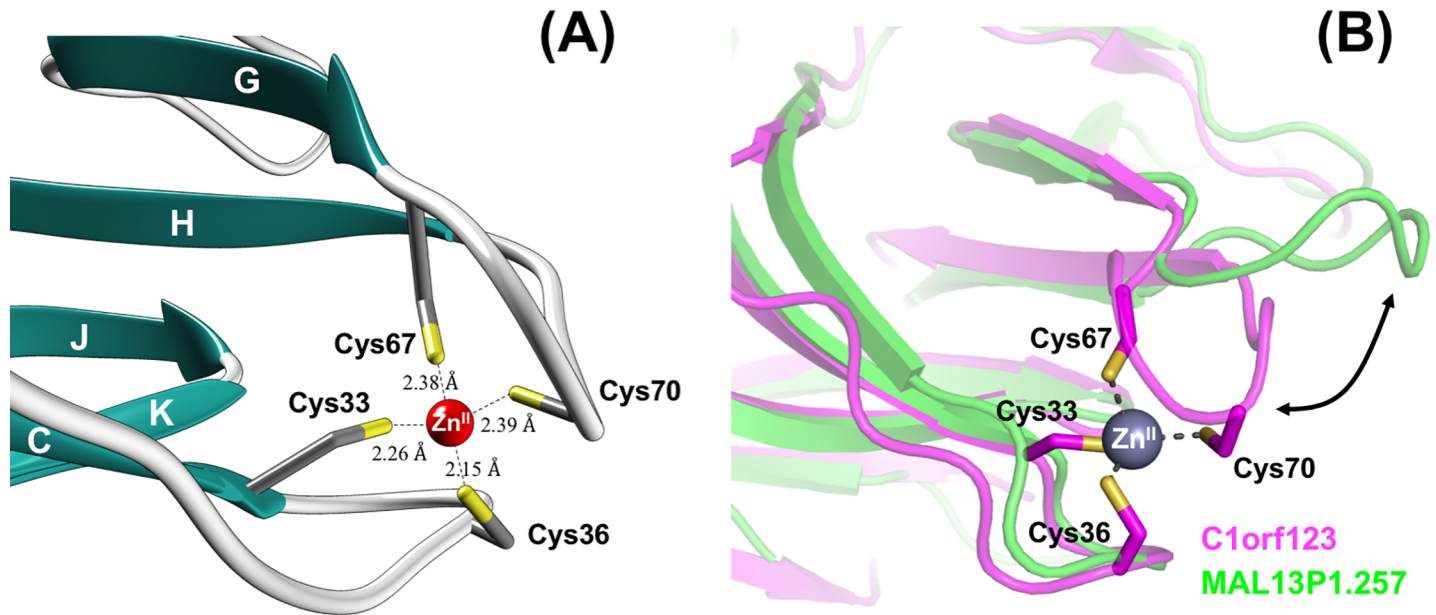 (A)
G
H
J
K
C
Cys67
2.38 Å
Cys33
Zn^II
Cys70
2.39 Å
2.26 Å
2.15 Å
Cys36
(B)
Cys67
Cys33
Zn^II
Cys70
Cys36
C1orf123
MAL13P1.257